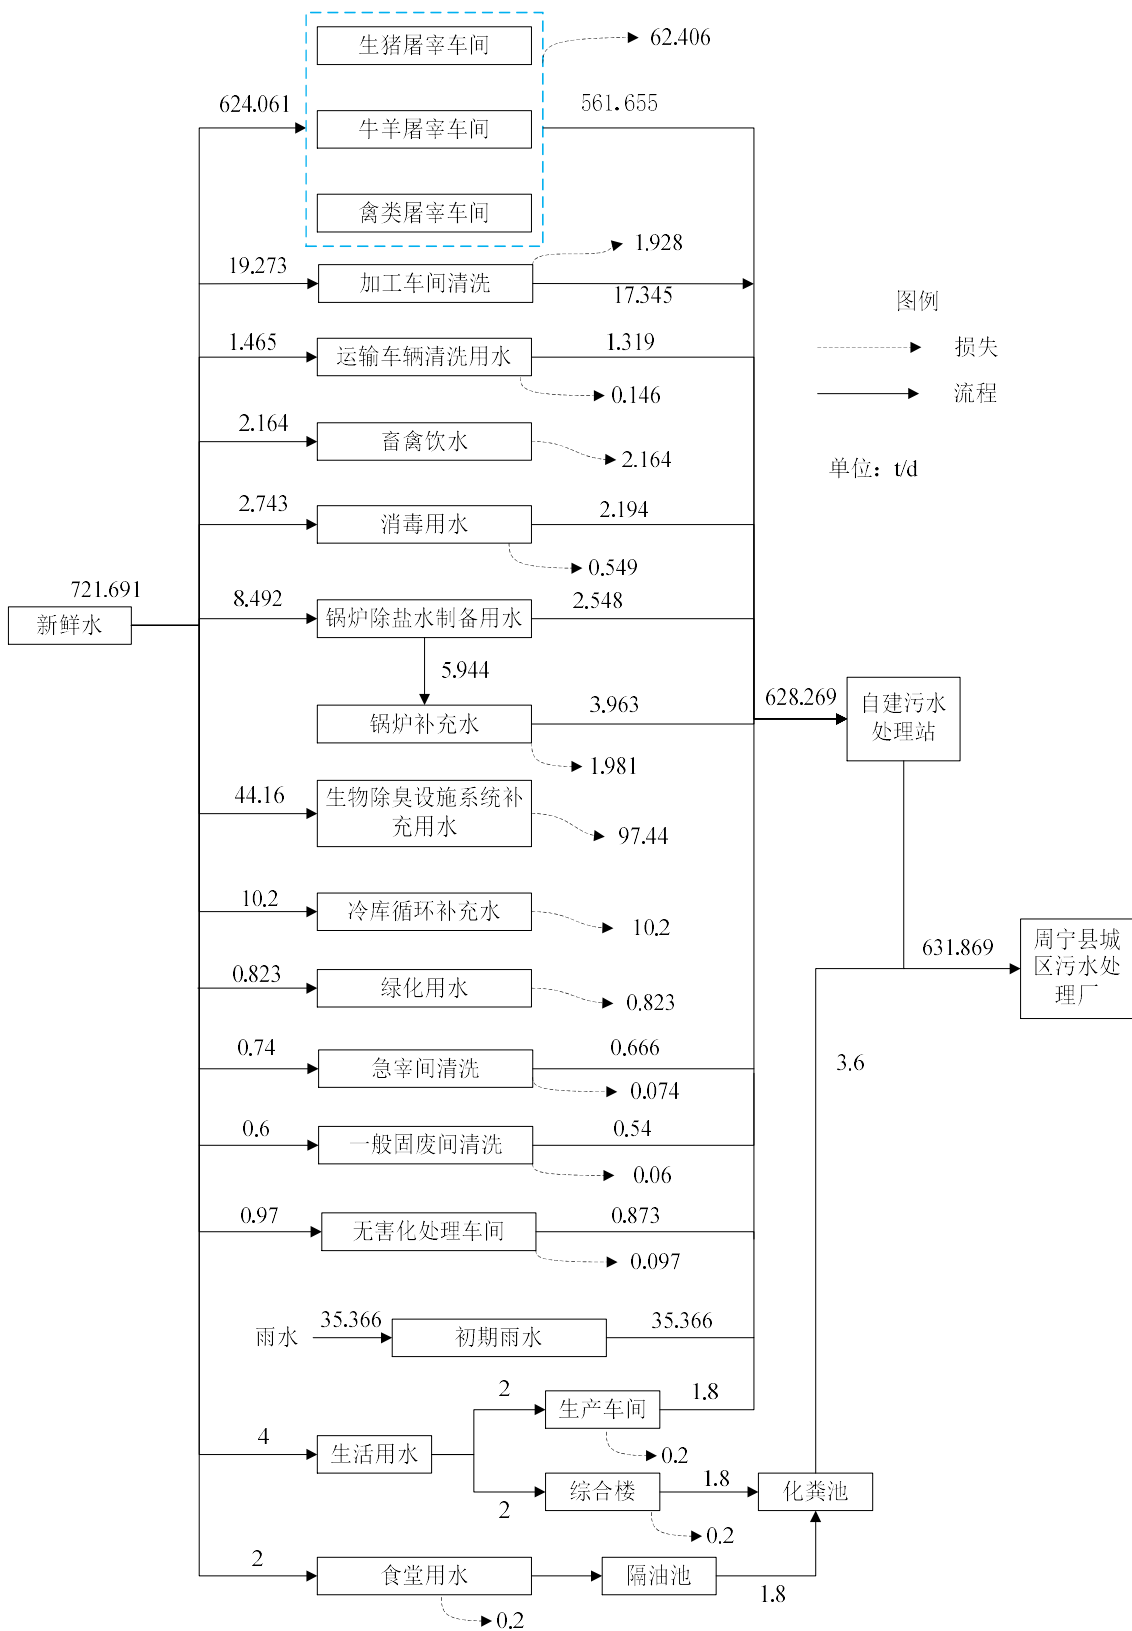 生猪屠宰车间
62.406
624.061
561.655
牛羊屠宰车间
禽类屠宰车间
1.928
19.273
加工车间清洗
17.345
图例
1.465
运输车辆清洗用水
1.319
损失
0.146
流程
2.164
畜禽饮水
2.164
单位：t/d
2.743
消毒用水
2.194
0.549
721.691
新鲜水
8.492
锅炉除盐水制备用水
2.548
5.944
锅炉补充水
3.963
628.269
自建污水
处理站
1.981
44.16
生物除臭设施系统补
充用水
97.44
10.2
冷库循环补充水
10.2
631.869
周宁县城
区污水处
理厂
0.823
绿化用水
0.823
0.74
急宰间清洗
0.666
0.074
3.6
0.6
一般固废间清洗
0.54
0.06
0.97
无害化处理车间
0.873
0.097
雨水
35.366
初期雨水
35.366
2
生产车间
1.8
4
生活用水
0.2
2
综合楼
1.8
化粪池
0.2
2
食堂用水
隔油池
1.8
0.2